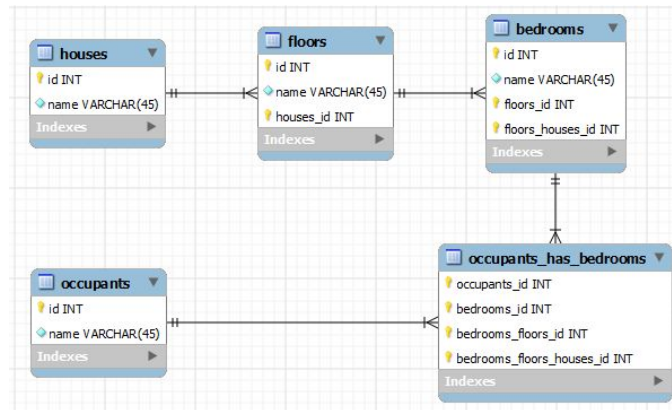 houses
id INT
name VARCHAR(45)
Indexes
floors
id INT
name VARCHAR(45)
houses_id INT
Indexes
bedrooms
id INT
name VARCHAR(45)
floors_id INT
floors_houses_id INT
Indexes
occupants
id INT
name VARCHAR(45)
Indexes
occupants_has_bedrooms
occupants_id INT
bedrooms_id INT
bedrooms_floors_id INT
bedrooms_floors_houses_id INT
Indexes